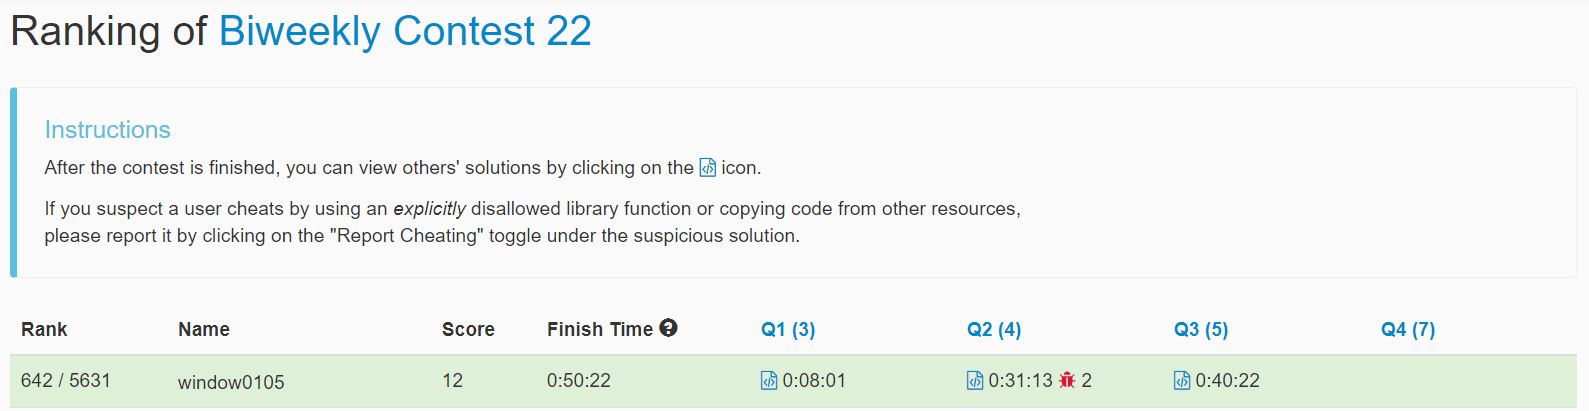 Ranking of Biweekly Contest 22
Instructions
After the contest is finished, you can view others' solutions by clicking on the </> icon.
If you suspect a user cheats by using an explicitly disallowed library function or copying code from other resources,
please report it by clicking on the "Report Cheating" toggle under the suspicious solution.
Rank Name Score Finish Time ? Q1 (3) Q2 (4) Q3 (5) Q4 (7)
642 / 5631 window0105 12 0:50:22 </> 0:08:01 </> 0:31:13 2 </> 0:40:22